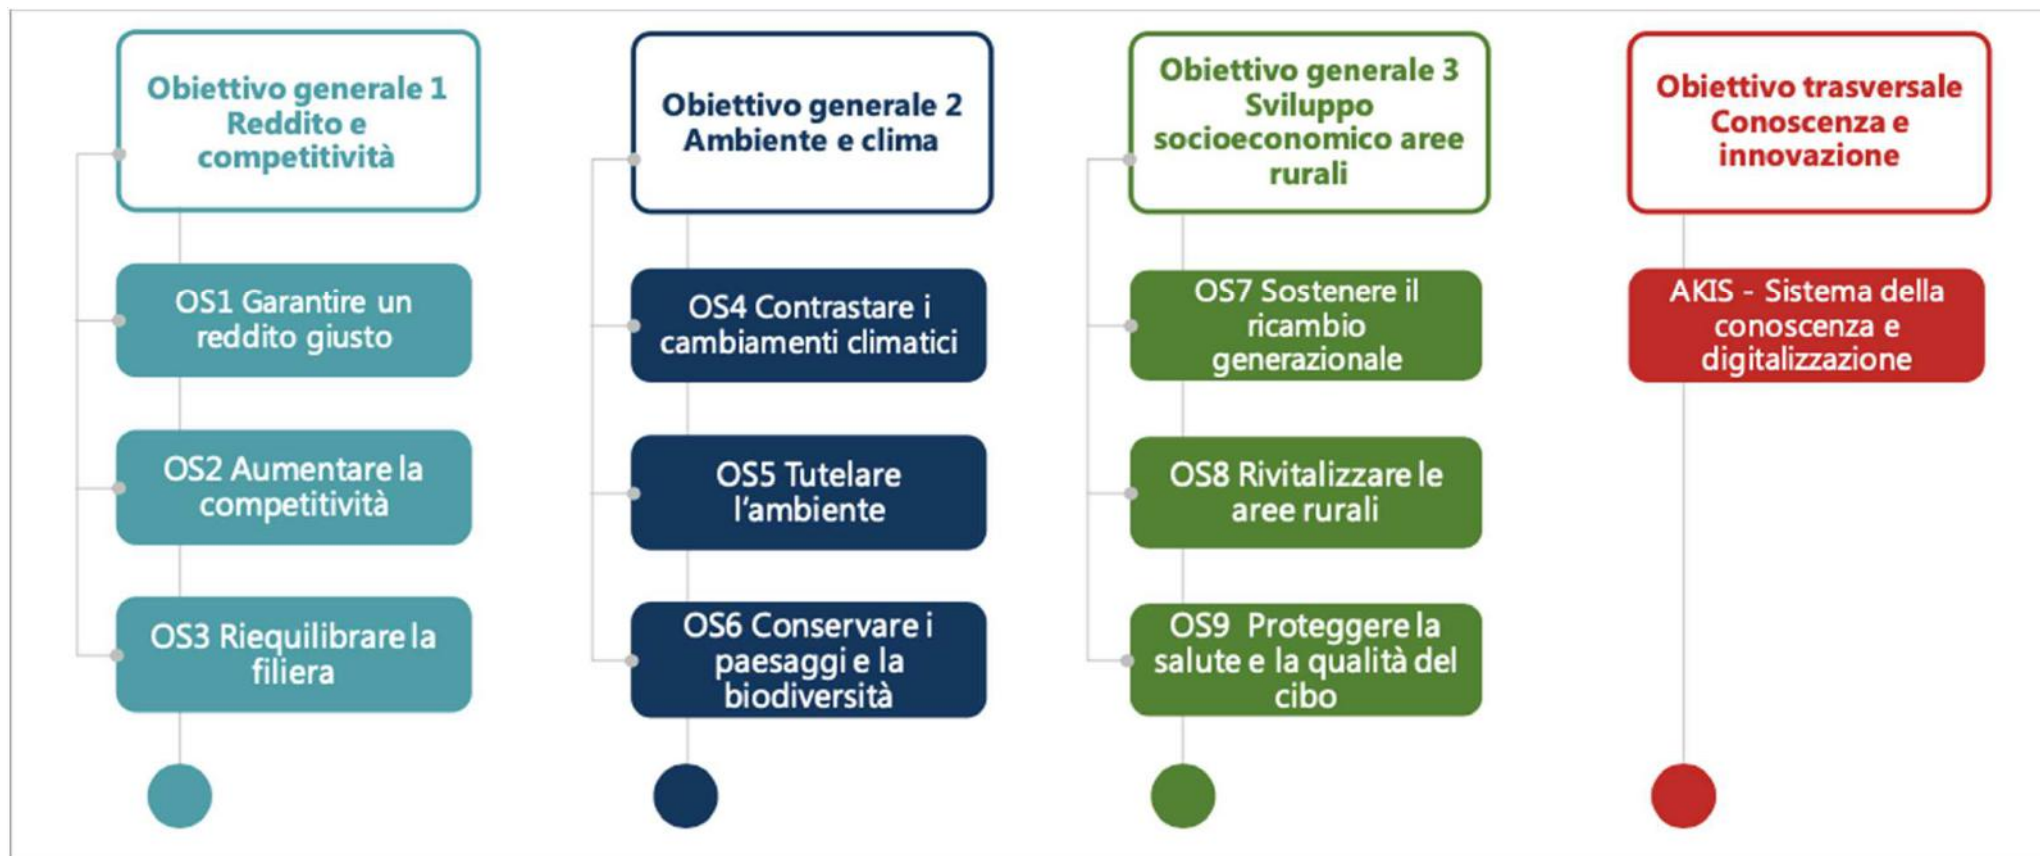 Obiettivo generale 1
Reddito e
competitività
OS1 Garantire un
reddito giusto
OS2 Aumentare la
competitività
OS3 Riequilibrare la
filiera
Obiettivo generale 2
Ambiente e clima
OS4 Contrastare i
cambiamenti climatici
OS5 Tutelare
l’ambiente
OS6 Conservare i
paesaggi e la
biodiversità
Obiettivo generale 3
Sviluppo
socioeconomico aree
rurali
OS7 Sostenere il
ricambio
generazionale
OS8 Rivitalizzare le
aree rurali
OS9 Proteggere la
salute e la qualità del
cibo
Obiettivo trasversale
Conoscenza e
innovazione
AKIS - Sistema della
conoscenza e
digitalizzazione